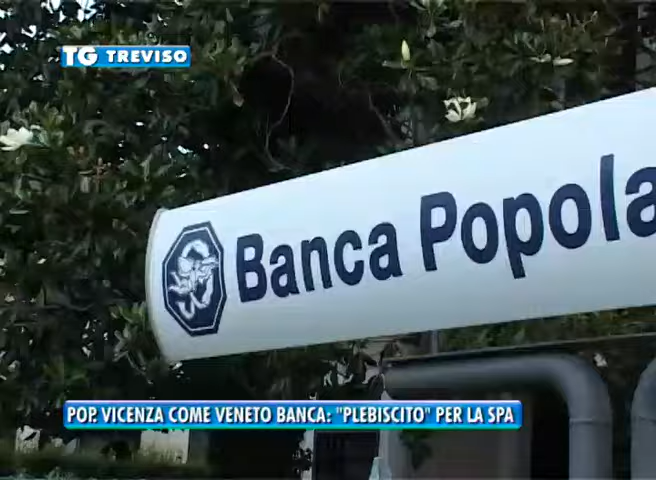 TG TREVISO
Banca Popola
POP. VICENZA COME VENETO BANCA: "PLEBISCITO" PER LA SPA